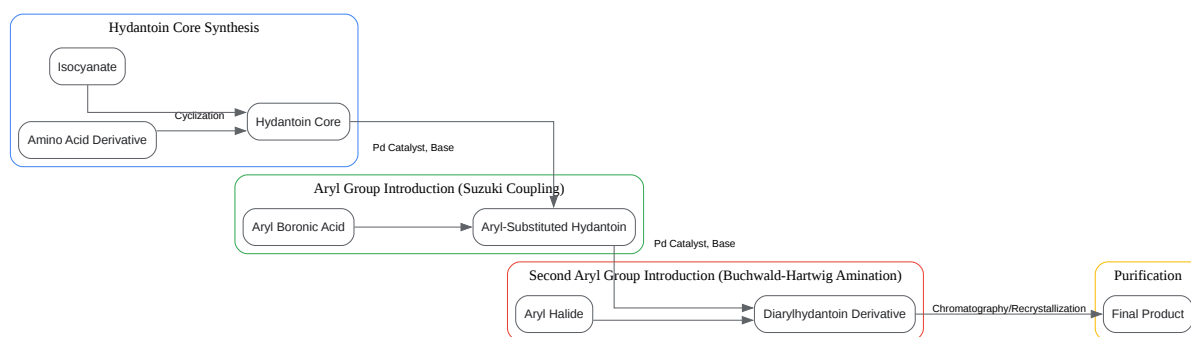 Hydantoin Core Synthesis
Isocyanate
Cyclization
Hydantoin Core
Amino Acid Derivative
Pd Catalyst, Base
Aryl Group Introduction (Suzuki Coupling)
Aryl Boronic Acid
Aryl-Substituted Hydantoin
Pd Catalyst, Base
Second Aryl Group Introduction (Buchwald-Hartwig Amination)
Aryl Halide
Diarylhydantoin Derivative
Chromatography/Recrystallization
Purification
Final Product